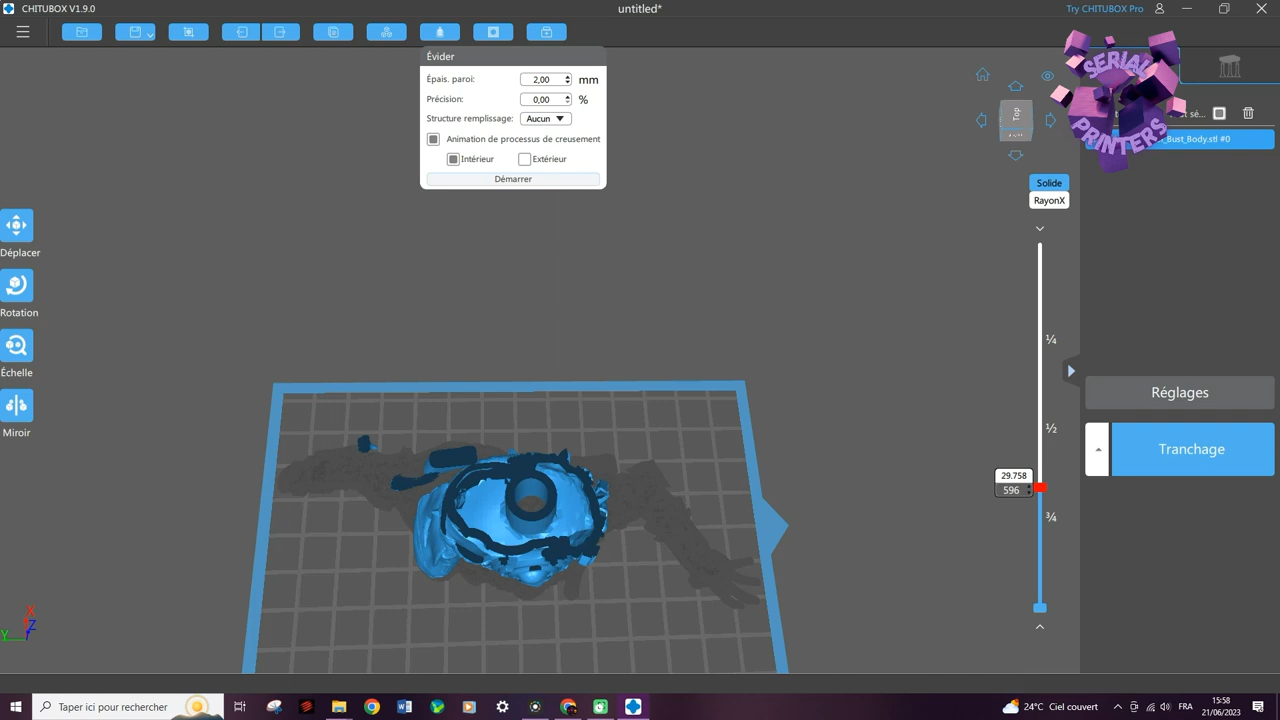 CHITUBOX V1.9.0
untitled*
Try CHITUBOX Pro
Évider
Épais. paroi: 2,00 mm
Précision: 0,00 %
Structure remplissage: Aucun
Animation de processus de creusement
Intérieur Extérieur
Démarrer
SERIAL
PRINTERS
t sé...
_Bust_Body.stl #0
Top
Solide
RayonX
Déplacer
Rotation
Échelle
Miroir
¼
½
¾
29.758
596
Réglages
Tranchage
X
Z
Y
Taper ici pour rechercher
24°C Ciel couvert
FRA
15:58
21/06/2023